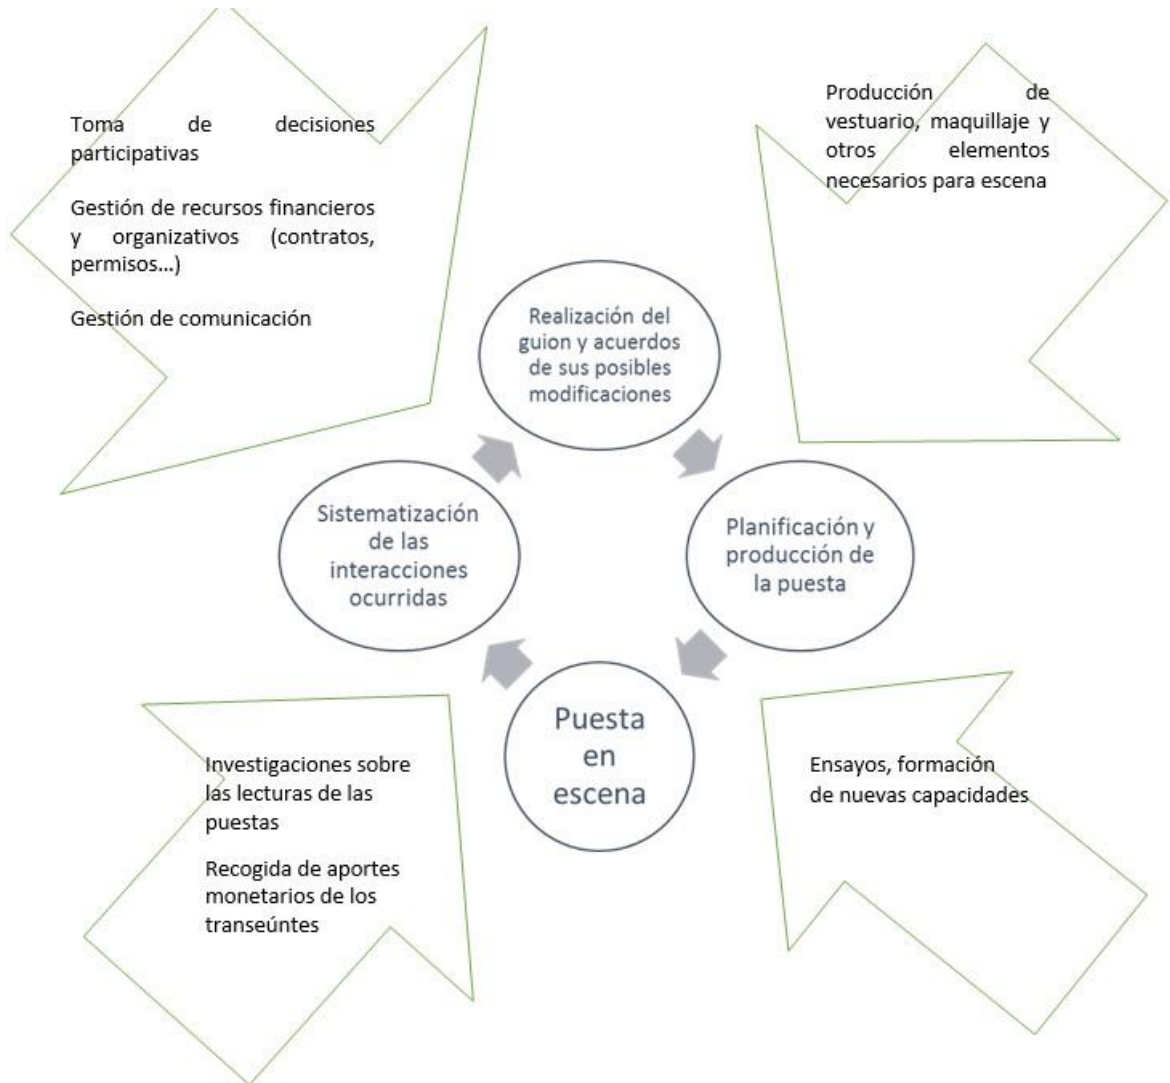 Toma de decisiones
participativas
Gestión de recursos financieros
y organizativos (contratos,
permisos...)
Gestión de comunicación
Producción de
vestuario, maquillaje y
otros elementos
necesarios para escena
Realización del
guion y acuerdos
de sus posibles
modificaciones
Sistematización
de las
interacciones
ocurridas
Planificación y
producción de
la puesta
Puesta
en
escena
Investigaciones sobre
las lecturas de las
puestas
Recogida de aportes
monetarios de los
transeúntes
Ensayos, formación
de nuevas capacidades